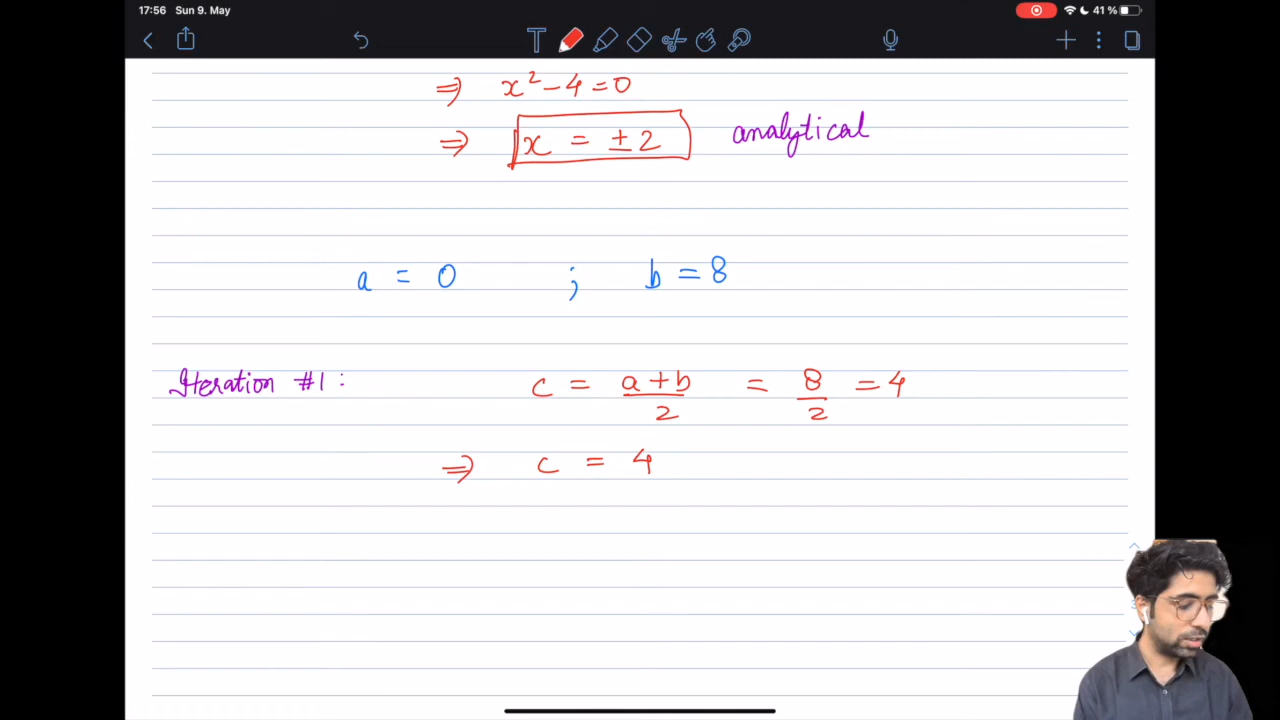 17:56 Sun 9. May 41 %
⇒ x² - 4 = 0
⇒ x = ±2 analytical
a = 0 ; b = 8
Iteration #1 : c = a + b / 2 = 8 / 2 = 4
⇒ c = 4